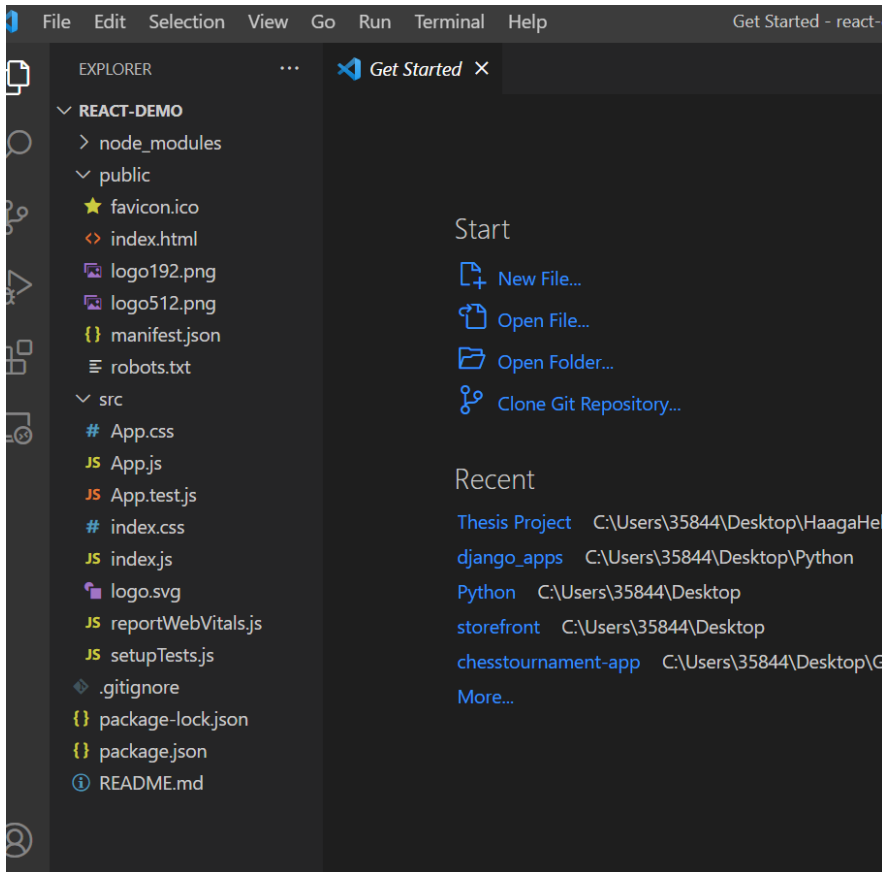 File Edit Selection View Go Run Terminal Help Get Started - react-
EXPLORER
REACT-DEMO
node_modules
public
favicon.ico
index.html
logo192.png
logo512.png
manifest.json
robots.txt
src
App.css
App.js
App.test.js
index.css
index.js
logo.svg
reportWebVitals.js
setupTests.js
.gitignore
package-lock.json
package.json
README.md
Get Started
Start
New File...
Open File...
Open Folder...
Clone Git Repository...
Recent
Thesis Project C:\Users\35844\Desktop\HaagaHel
django_apps C:\Users\35844\Desktop\Python
Python C:\Users\35844\Desktop
storefront C:\Users\35844\Desktop
chesstournament-app C:\Users\35844\Desktop\G
More...